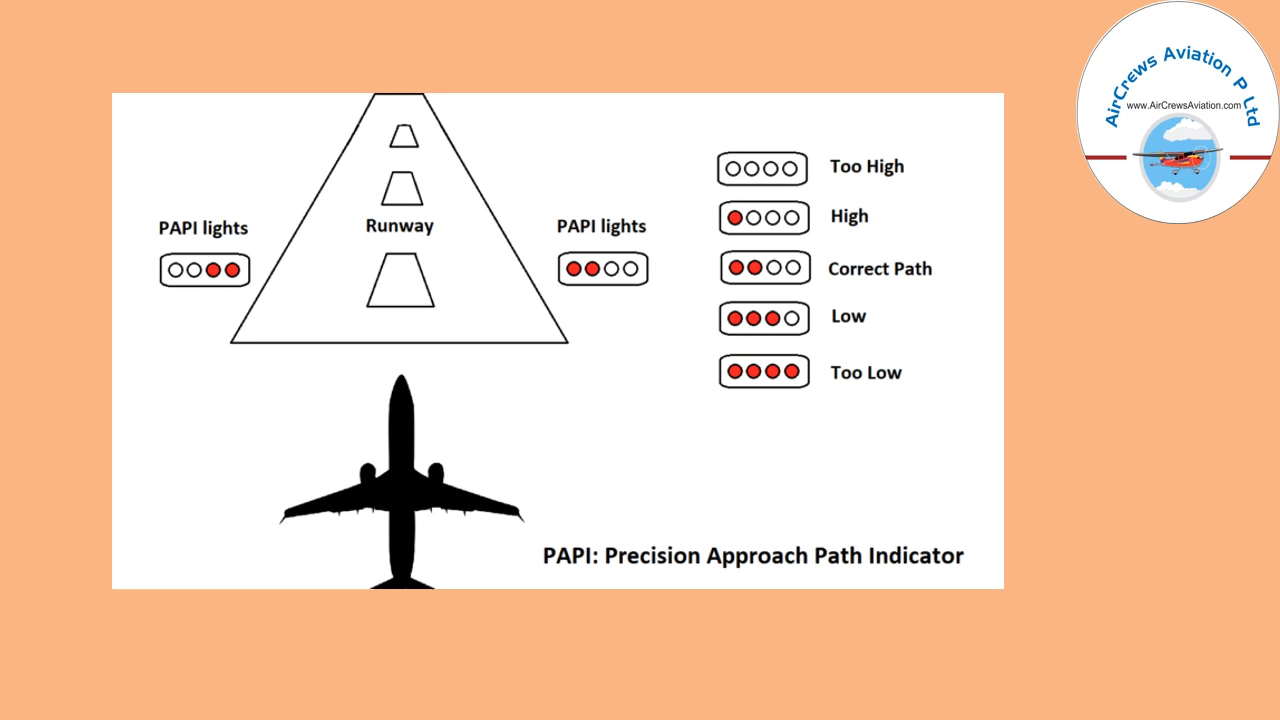 AirCrews Aviation P Ltd
www.AirCrewsAviation.com
PAPI lights
Runway
PAPI lights
Too High
High
Correct Path
Low
Too Low
PAPI: Precision Approach Path Indicator